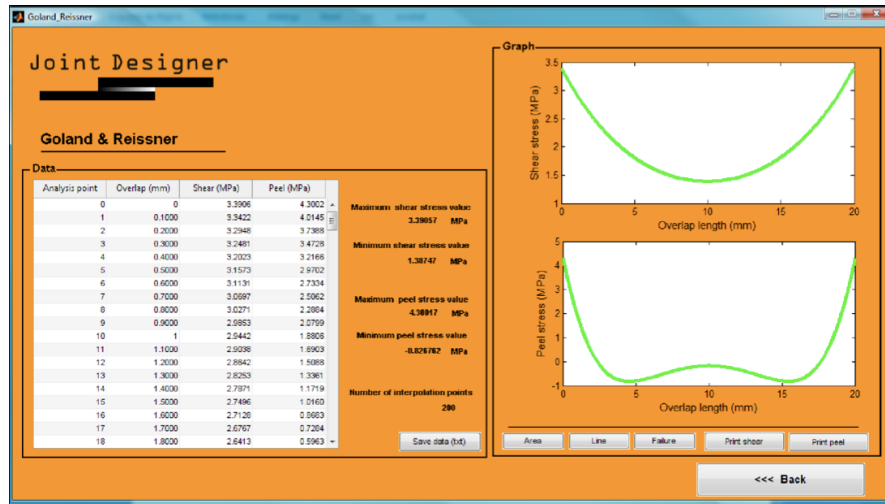 Goland_Reissner
Joint Designer
Goland & Reissner
Data
Analysis point Overlap (mm) Shear (MPa) Peel (MPa)
0 0 3.3906 4.3002
1 0.1000 3.3422 4.0145
2 0.2000 3.2948 3.7388
3 0.3000 3.2481 3.4728
4 0.4000 3.2023 3.2166
5 0.5000 3.1573 2.9702
6 0.6000 3.1131 2.7334
7 0.7000 3.0697 2.5062
8 0.8000 3.0271 2.2884
9 0.9000 2.9853 2.0799
10 1 2.9442 1.8806
11 1.1000 2.9038 1.6903
12 1.2000 2.8642 1.5088
13 1.3000 2.8253 1.3361
14 1.4000 2.7871 1.1719
15 1.5000 2.7496 1.0160
16 1.6000 2.7128 0.8683
17 1.7000 2.6767 0.7284
18 1.8000 2.6413 0.5963
Maximum shear stress value
3.39057 MPa
Minimum shear stress value
1.38747 MPa
Maximum peel stress value
4.30017 MPa
Minimum peel stress value
-0.826762 MPa
Number of interpolation points
200
Save data (txt)
Graph
3.5
3
2.5
2
1.5
1
Shear stress (MPa)
0 5 10 15 20
Overlap length (mm)
5
4
3
2
1
0
-1
Peel stress (MPa)
0 5 10 15 20
Overlap length (mm)
Area Line Failure Print shear Print peel
<<< Back